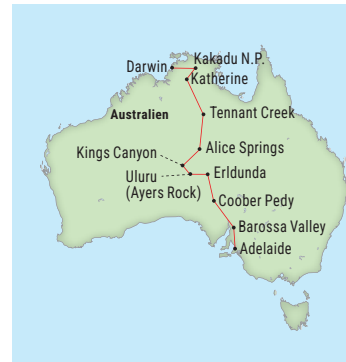 Kakadu N.P.
Darwin
Katherine
Australien
Tennant Creek
Alice Springs
Kings Canyon
Uluru
(Ayers Rock)
Erldunda
Coober Pedy
Barossa Valley
Adelaide